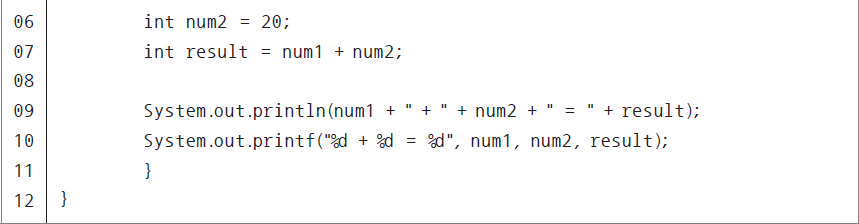 06 int num2 = 20;
07 int result = num1 + num2;
08
09 System.out.println(num1 + " + " + num2 + " = " + result);
10 System.out.printf("%d + %d = %d", num1, num2, result);
11 }
12 }